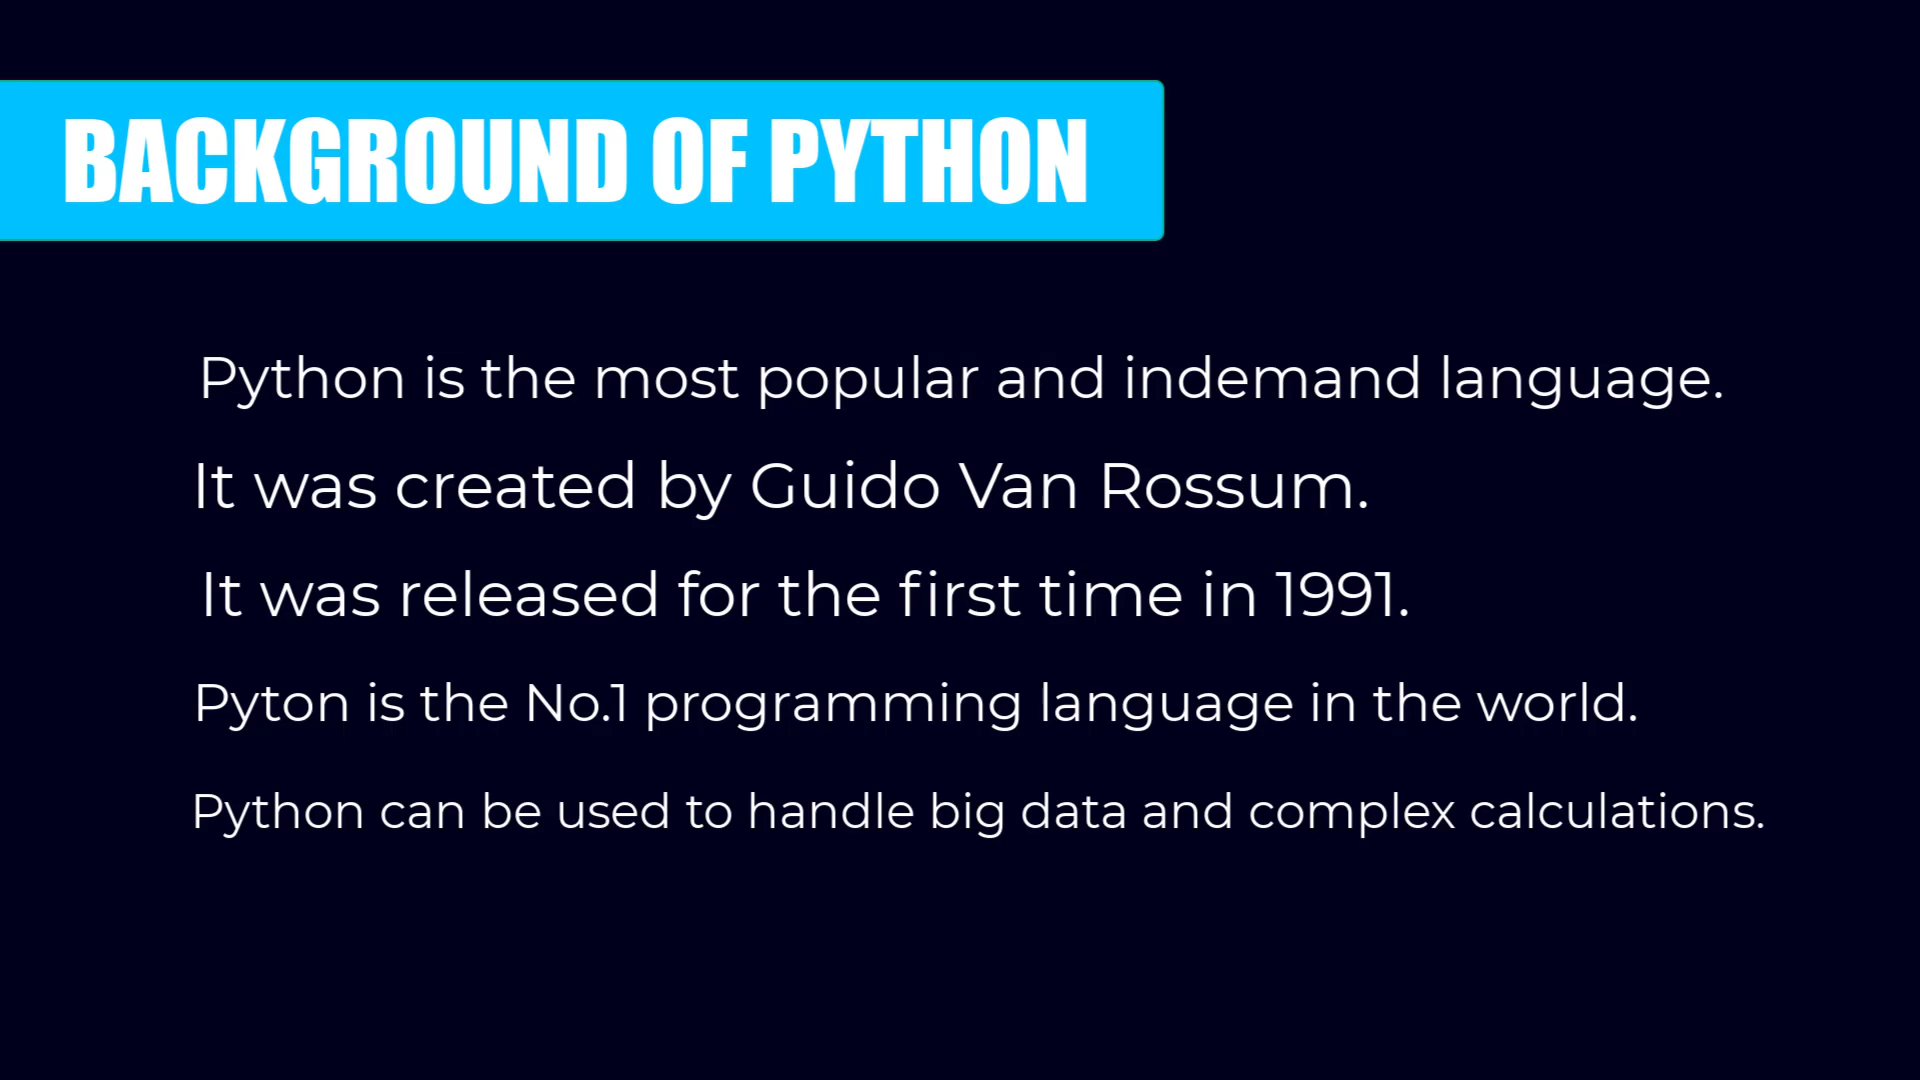 BACKGROUND OF PYTHON
Python is the most popular and indemand language.
It was created by Guido Van Rossum.
It was released for the first time in 1991.
Pyton is the No.1 programming language in the world.
Python can be used to handle big data and complex calculations.